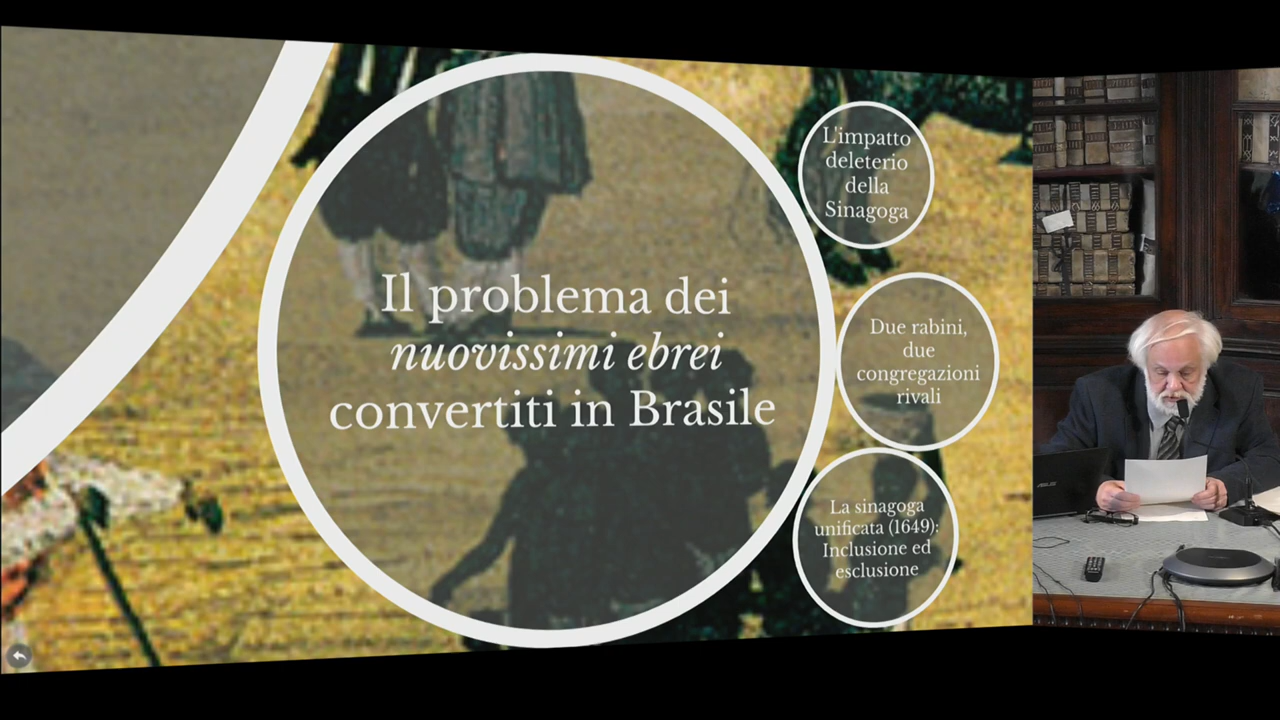 Il problema dei
nuovissimi ebrei
convertiti in Brasile
L'impatto
deleterio
della
Sinagoga
Due rabini,
due
congregazioni
rivali
La sinagoga
unificata (1649):
Inclusione ed
esclusione
ASUS